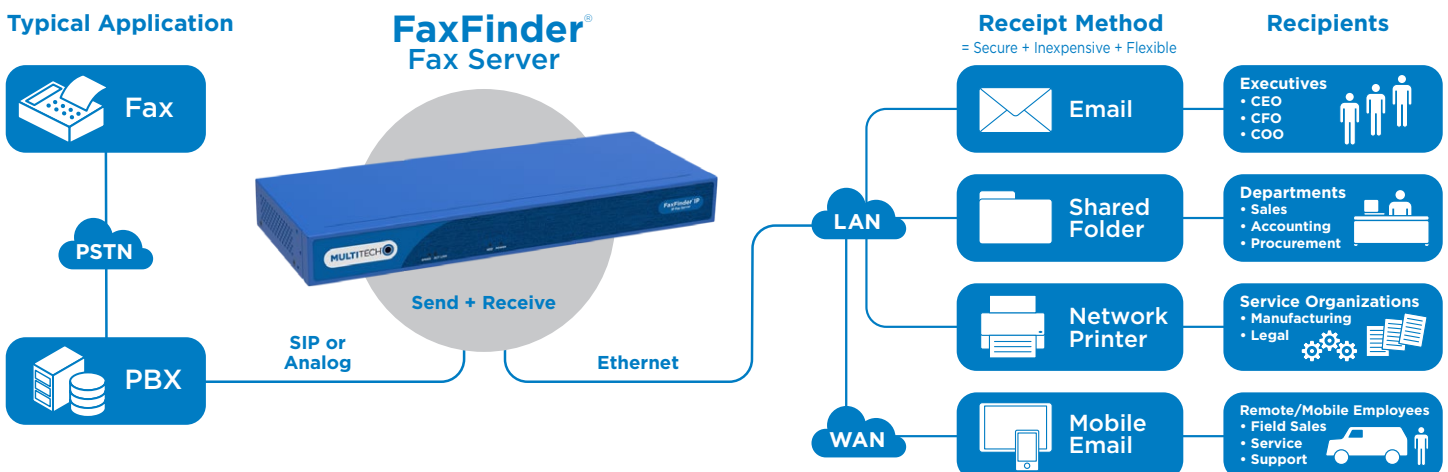 Typical Application
FaxFinder®
Fax Server
Receipt Method
= Secure + Inexpensive + Flexible
Recipients
Fax
PSTN
PBX
SIP or
Analog
MULTITECH
FaxFinder IP
Send + Receive
Ethernet
LAN
WAN
Email
Executives
• CEO
• CFO
• COO
Shared
Folder
Departments
• Sales
• Accounting
• Procurement
Network
Printer
Service Organizations
• Manufacturing
• Legal
Mobile
Email
Remote/Mobile Employees
• Field Sales
• Service
• Support